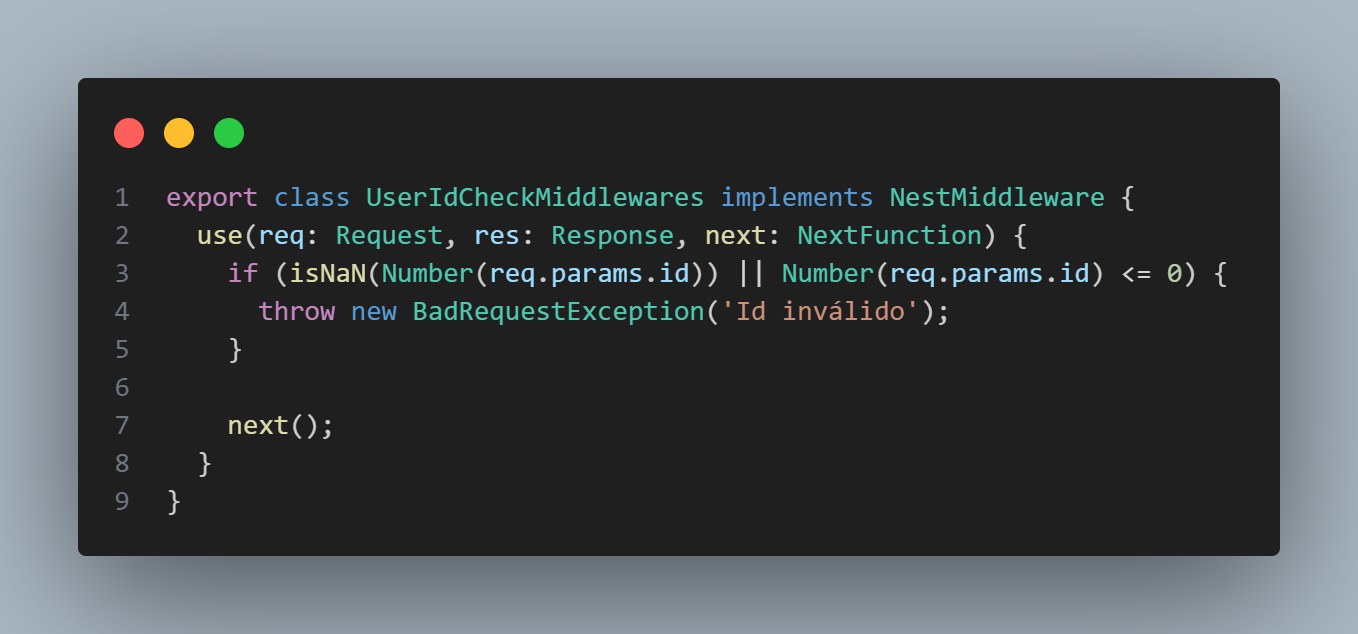 1 export class UserIdCheckMiddlewares implements NestMiddleware {
2   use(req: Request, res: Response, next: NextFunction) {
3     if (isNaN(Number(req.params.id)) || Number(req.params.id) <= 0) {
4       throw new BadRequestException('Id inválido');
5     }
6
7     next();
8   }
9 }